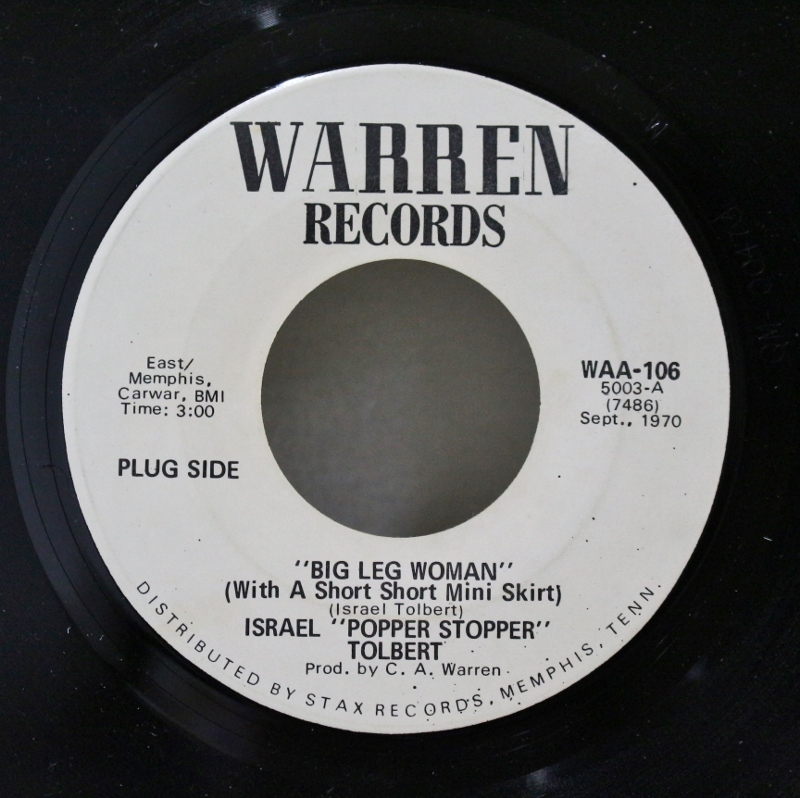 WARREN
RECORDS
East/
Memphis,
Carwar, BMI
Time: 3:00
PLUG SIDE
WAA-106
5003-A
(7486)
Sept., 1970
"BIG LEG WOMAN"
(With A Short Short Mini Skirt)
(Israel Tolbert)
ISRAEL "POPPER STOPPER"
TOLBERT
Prod. by C. A. Warren
DISTRIBUTED BY STAX RECORDS, MEMPHIS, TENN.